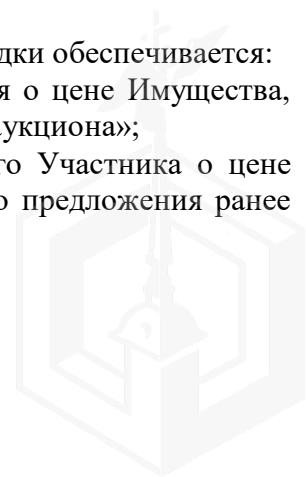 дки обеспечивается:
я о цене Имущества,
укциона»;
го Участника о цене
о предложения ранее